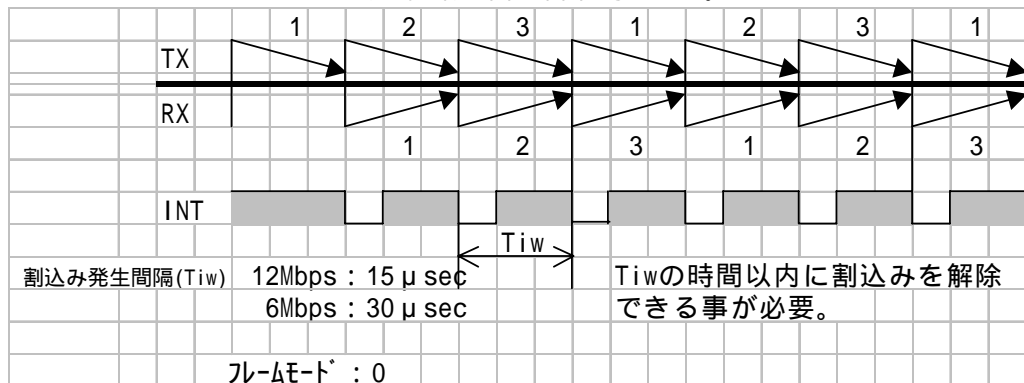 1 2 3 1 2 3 1
TX
RX
1 2 3 1 2 3
INT
Tiw
割込み発生間隔(Tiw) 12Mbps：15μsec Tiwの時間以内に割込みを解除
6Mbps：30μsec できる事が必要。
ﾌﾚｰﾑﾓｰﾄﾞ：0